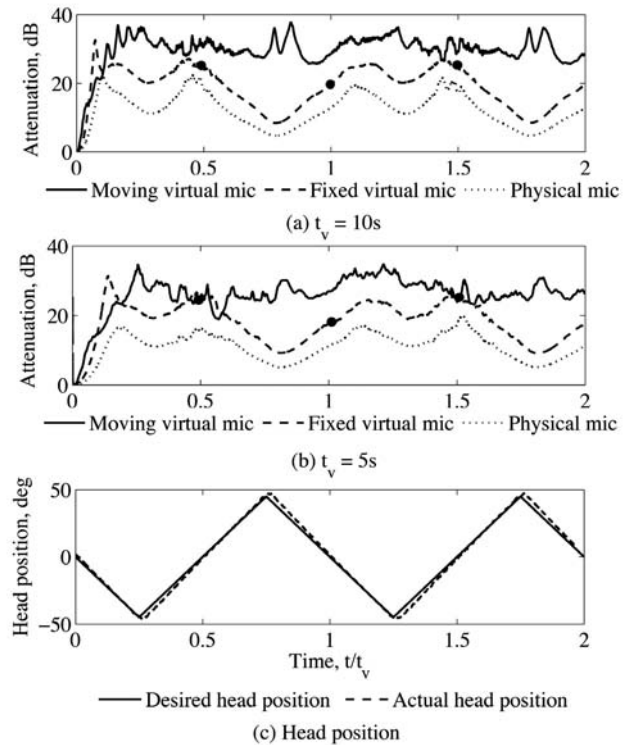 40
20
0
Attenuation, dB
0 0.5 1 1.5 2
Moving virtual mic Fixed virtual mic Physical mic
(a) t_v = 10s
40
20
0
Attenuation, dB
0 0.5 1 1.5 2
Moving virtual mic Fixed virtual mic Physical mic
(b) t_v = 5s
50
0
−50
Head position, deg
0 0.5 1 1.5 2
Time, t/t_v
Desired head position Actual head position
(c) Head position